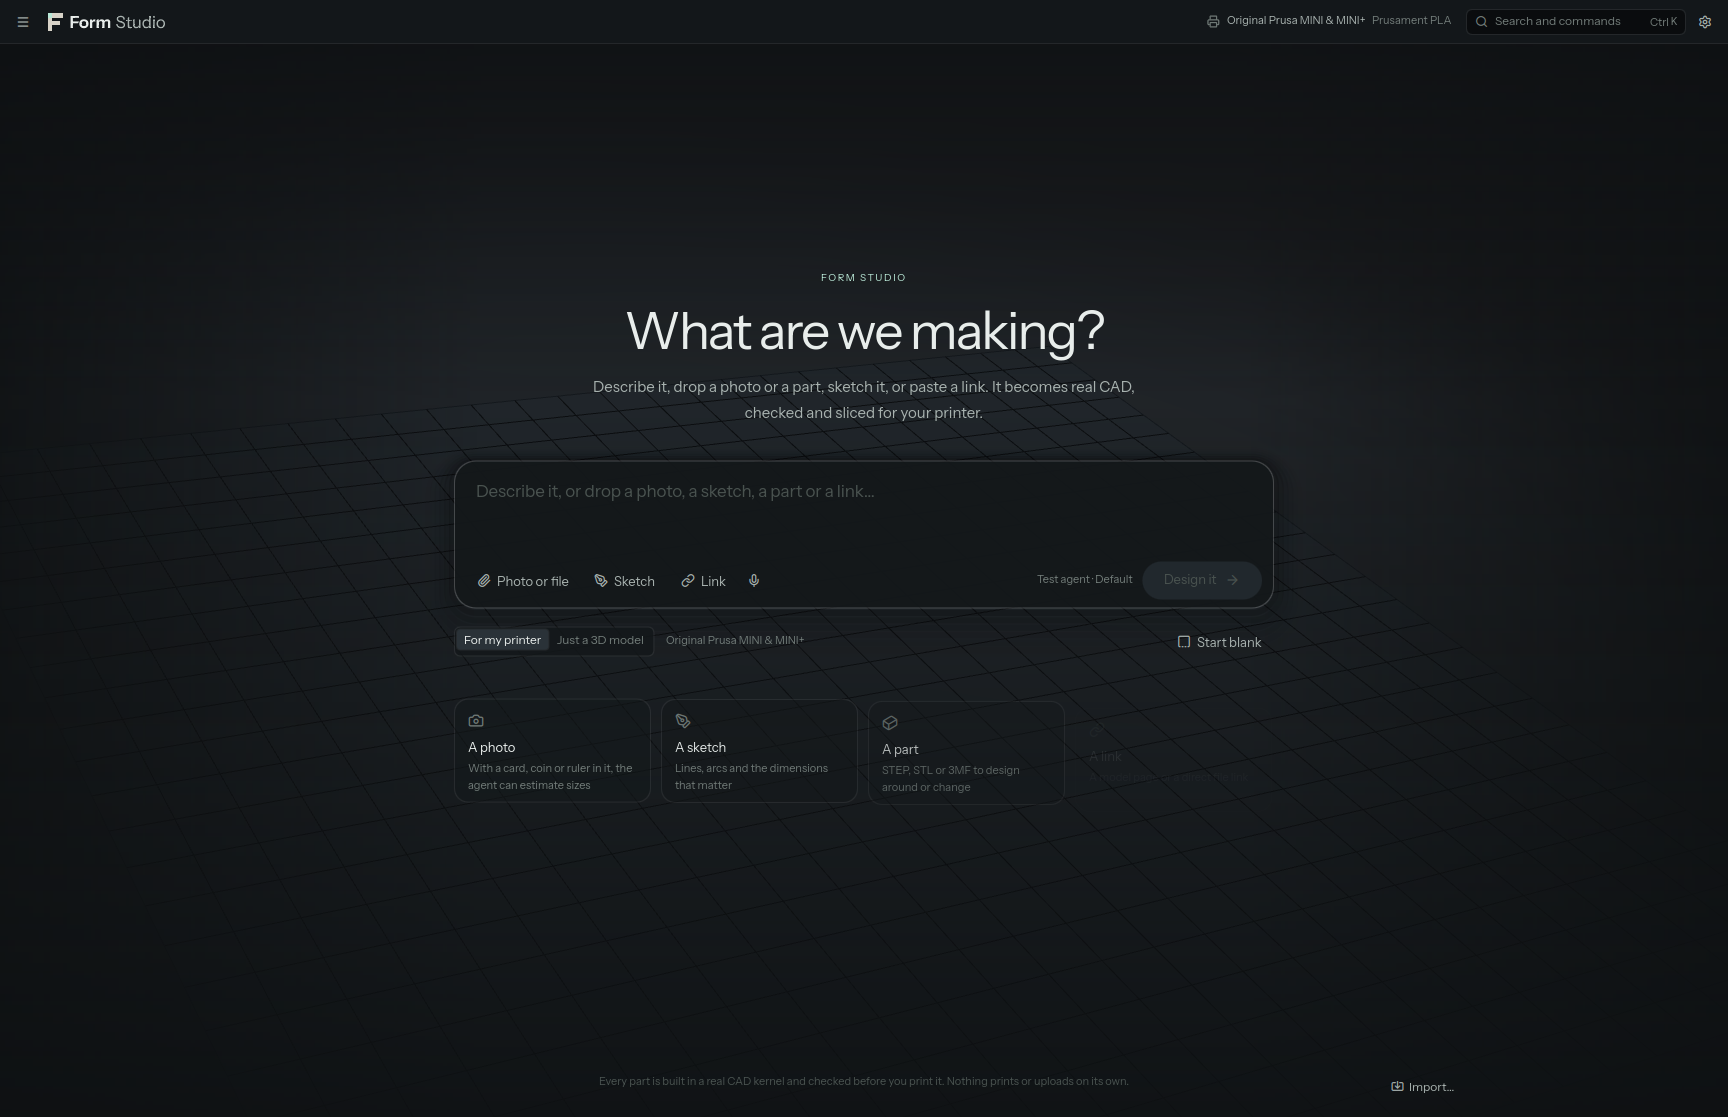 Form Studio
Original Prusa MINI & MINI+ Prusament PLA
Search and commands Ctrl K
FORM STUDIO
What are we making?
Describe it, drop a photo or a part, sketch it, or paste a link. It becomes real CAD,
checked and sliced for your printer.
Describe it, or drop a photo, a sketch, a part or a link...
Photo or file
Sketch
Link
Test agent · Default
Design it
For my printer
Just a 3D model
Original Prusa MINI & MINI+
Start blank
A photo
With a card, coin or ruler in it, the
agent can estimate sizes
A sketch
Lines, arcs and the dimensions
that matter
A part
STEP, STL or 3MF to design
around or change
A link
Every part is built in a real CAD kernel and checked before you print it. Nothing prints or uploads on its own.
Import...